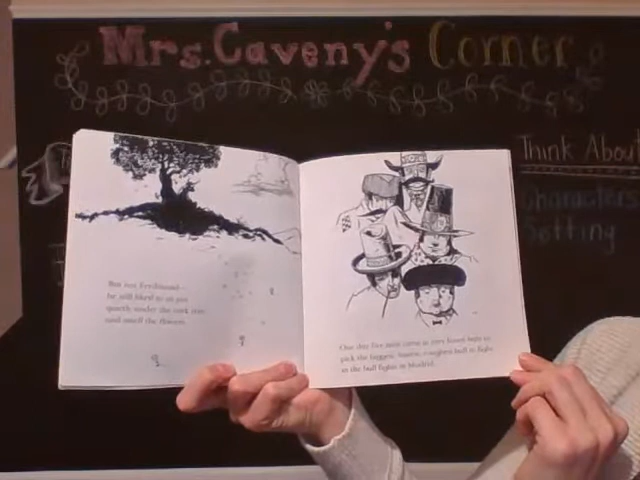 Mrs. Caveny's Corner
Think About
Characters
Setting
But not Ferdinand—
he still liked to sit just
quietly under the cork tree
and smell the flowers.
One day five men came in very funny hats to
pick the biggest, fastest, roughest bull to fight
in the bull fights in Madrid.